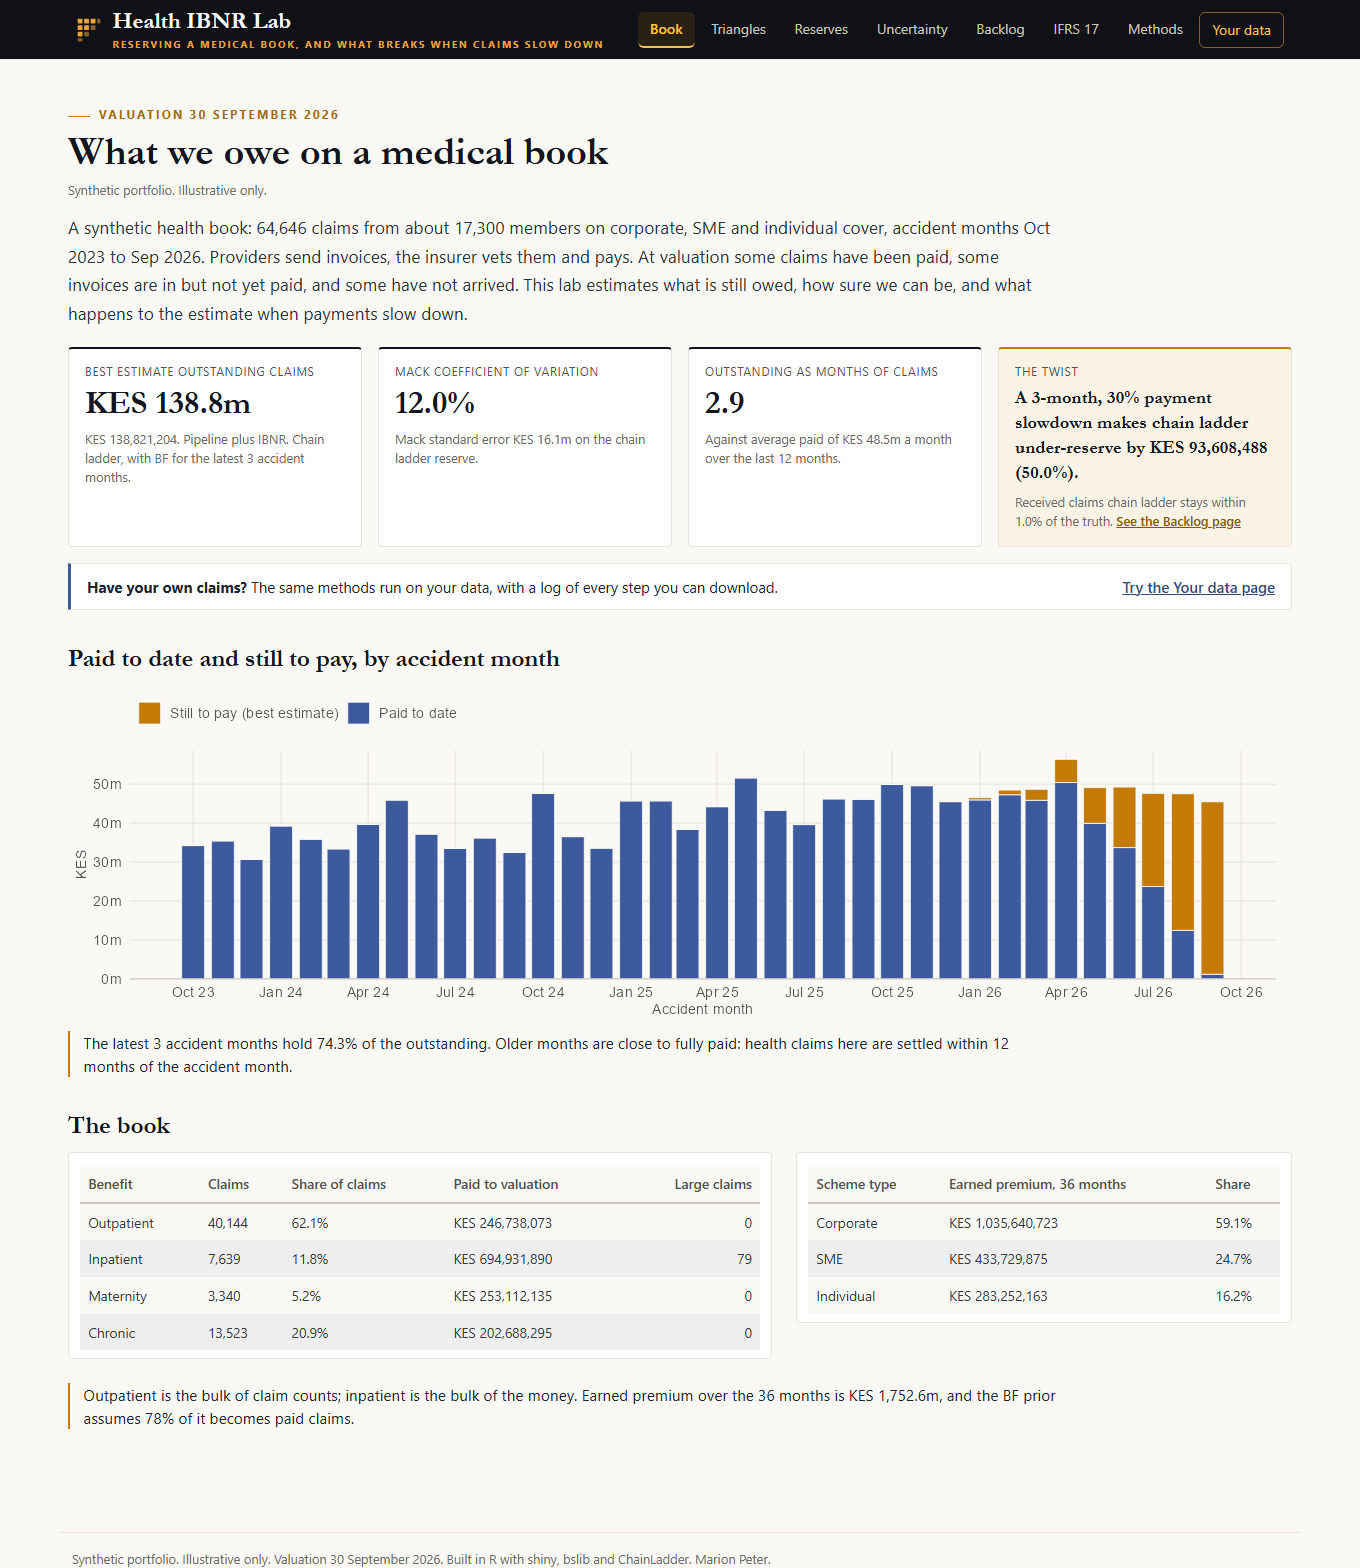 Health IBNR Lab
RESERVING A MEDICAL BOOK, AND WHAT BREAKS WHEN CLAIMS SLOW DOWN
Book Triangles Reserves Uncertainty Backlog IFRS 17 Methods Your data
VALUATION 30 SEPTEMBER 2026
What we owe on a medical book
Synthetic portfolio. Illustrative only.
A synthetic health book: 64,646 claims from about 17,300 members on corporate, SME and individual cover, accident months Oct
2023 to Sep 2026. Providers send invoices, the insurer vets them and pays. At valuation some claims have been paid, some
invoices are in but not yet paid, and some have not arrived. This lab estimates what is still owed, how sure we can be, and what
happens to the estimate when payments slow down.
BEST ESTIMATE OUTSTANDING CLAIMS
KES 138.8m
KES 138,821,204. Pipeline plus IBNR. Chain
ladder, with BF for the latest 3 accident
months.
MACK COEFFICIENT OF VARIATION
12.0%
Mack standard error KES 16.1m on the chain
ladder reserve.
OUTSTANDING AS MONTHS OF CLAIMS
2.9
Against average paid of KES 48.5m a month
over the last 12 months.
THE TWIST
A 3-month, 30% payment
slowdown makes chain ladder
under-reserve by KES 93,608,488
(50.0%).
Received claims chain ladder stays within
1.0% of the truth. See the Backlog page
Have your own claims? The same methods run on your data, with a log of every step you can download.
Try the Your data page
Paid to date and still to pay, by accident month
Still to pay (best estimate) Paid to date
50m
40m
30m
20m
10m
0m
KES
Oct 23 Jan 24 Apr 24 Jul 24 Oct 24 Jan 25 Apr 25 Jul 25 Oct 25 Jan 26 Apr 26 Jul 26 Oct 26
Accident month
The latest 3 accident months hold 74.3% of the outstanding. Older months are close to fully paid: health claims here are settled within 12
months of the accident month.
The book
Benefit Claims Share of claims Paid to valuation Large claims
Outpatient 40,144 62.1% KES 246,738,073 0
Inpatient 7,639 11.8% KES 694,931,890 79
Maternity 3,340 5.2% KES 253,112,135 0
Chronic 13,523 20.9% KES 202,688,295 0
Scheme type Earned premium, 36 months Share
Corporate KES 1,035,640,723 59.1%
SME KES 433,729,875 24.7%
Individual KES 283,252,163 16.2%
Outpatient is the bulk of claim counts; inpatient is the bulk of the money. Earned premium over the 36 months is KES 1,752.6m, and the BF prior
assumes 78% of it becomes paid claims.
Synthetic portfolio. Illustrative only. Valuation 30 September 2026. Built in R with shiny, bslib and ChainLadder. Marion Peter.